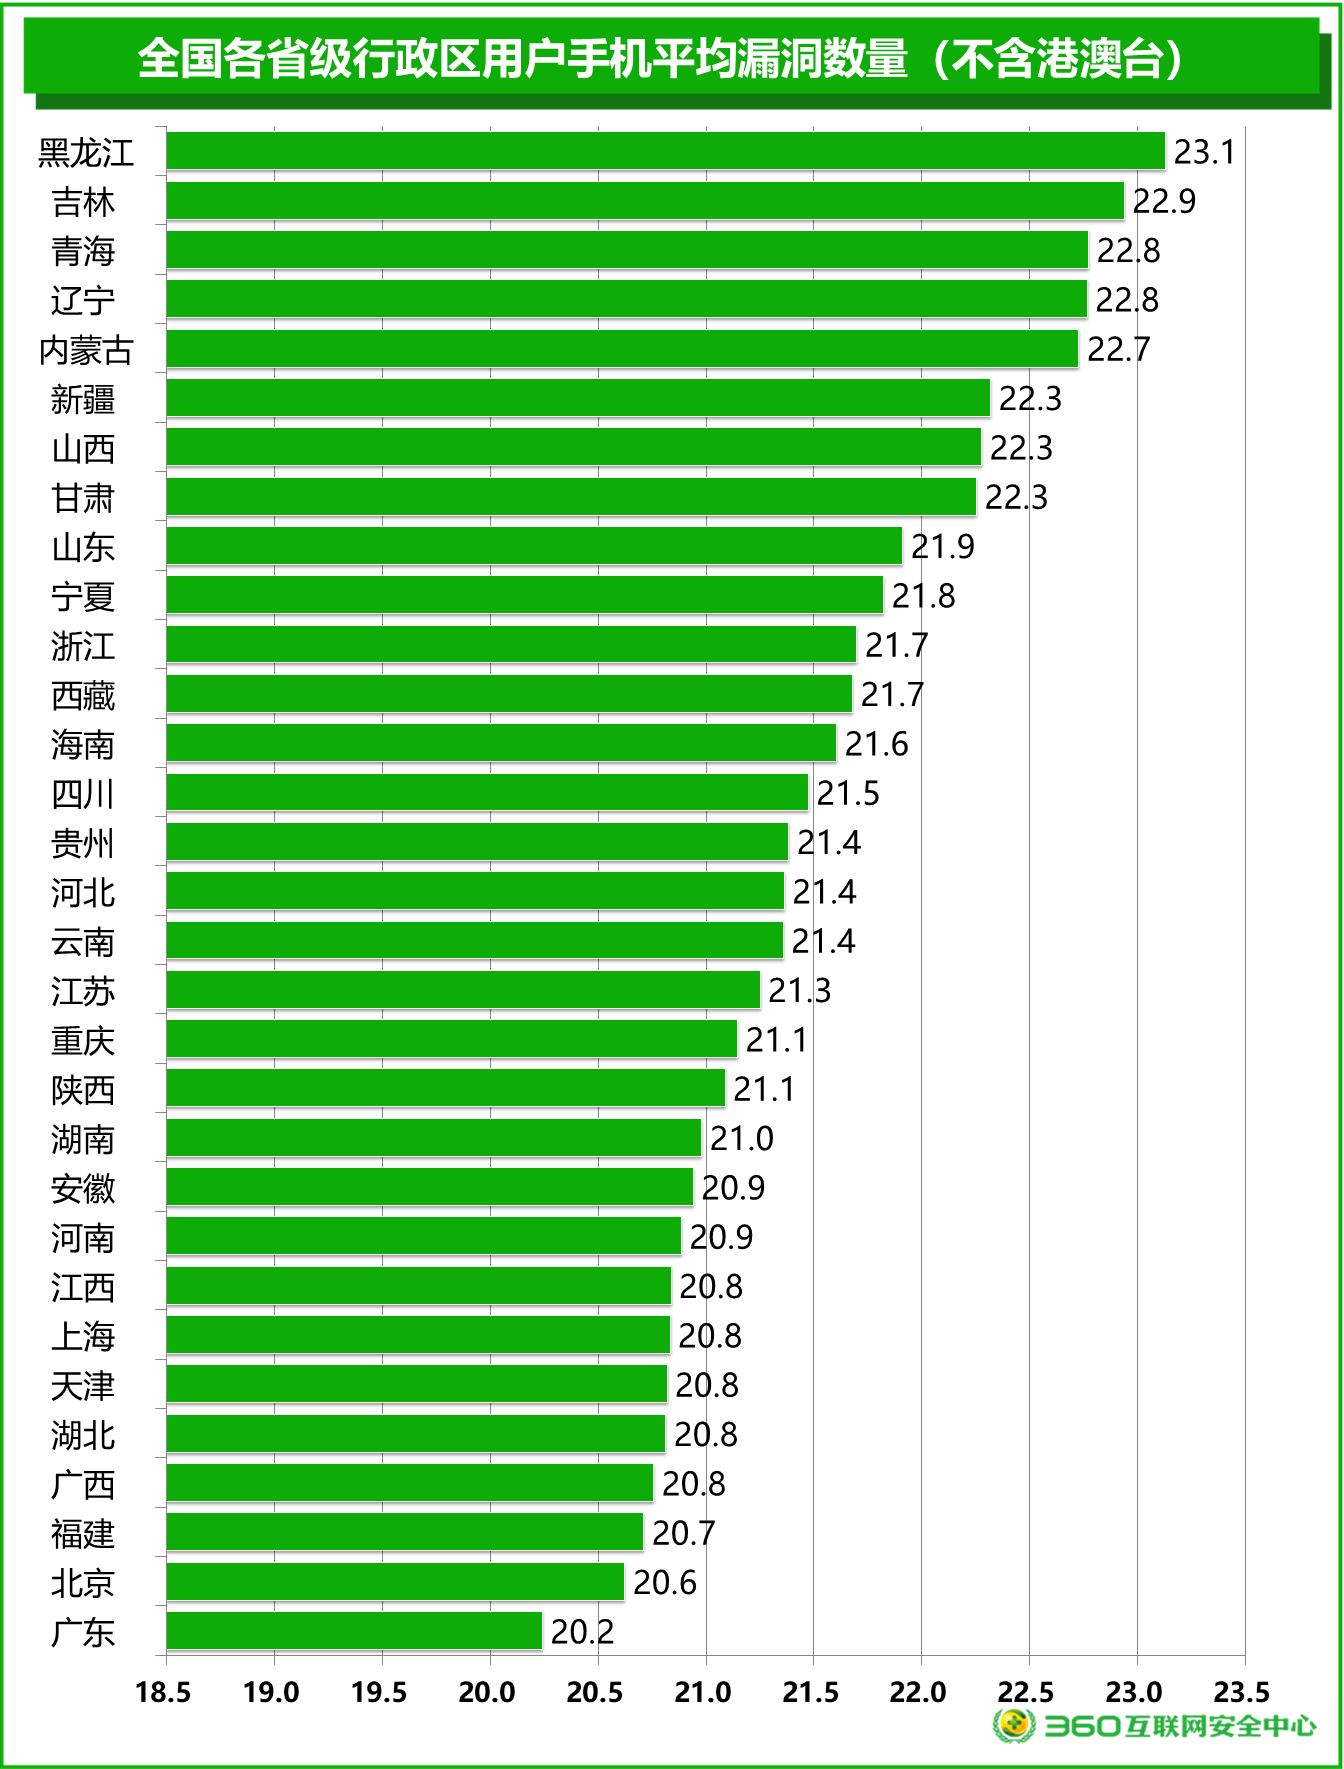 全国各省级行政区用户手机平均漏洞数量（不含港澳台）
黑龙江 23.1
吉林 22.9
青海 22.8
辽宁 22.8
内蒙古 22.7
新疆 22.3
山西 22.3
甘肃 22.3
山东 21.9
宁夏 21.8
浙江 21.7
西藏 21.7
海南 21.6
四川 21.5
贵州 21.4
河北 21.4
云南 21.4
江苏 21.3
重庆 21.1
陕西 21.1
湖南 21.0
安徽 20.9
河南 20.9
江西 20.8
上海 20.8
天津 20.8
湖北 20.8
广西 20.8
福建 20.7
北京 20.6
广东 20.2
18.5 19.0 19.5 20.0 20.5 21.0 21.5 22.0 22.5 23.0 23.5
360互联网安全中心